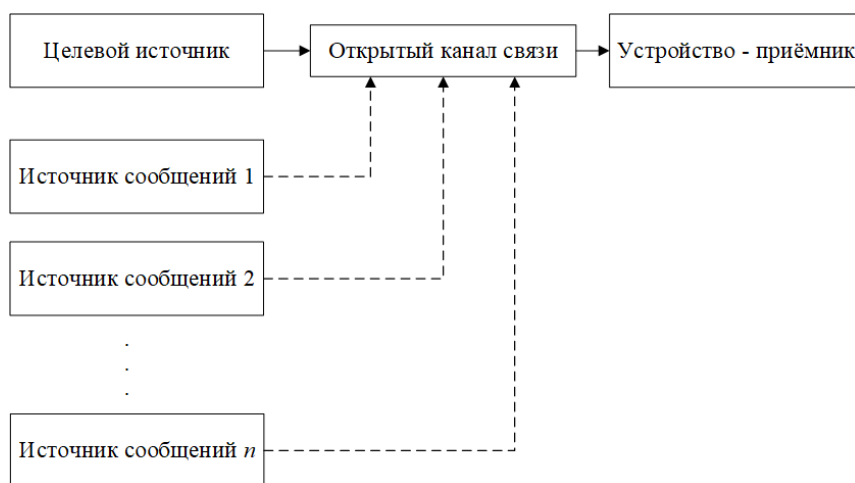 Целевой источник
Открытый канал связи
Устройство - приёмник
Источник сообщений 1
Источник сообщений 2
.
.
.
Источник сообщений n